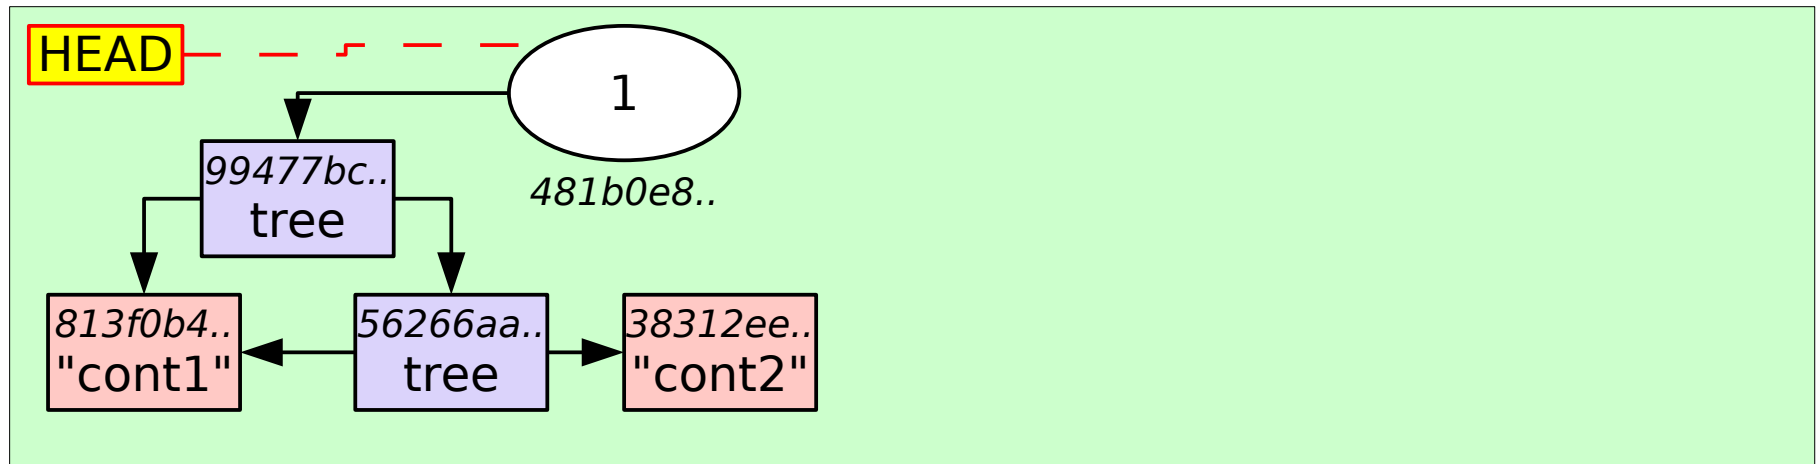 HEAD
1
481b0e8..
99477bc..
tree
813f0b4..
"cont1"
56266aa..
tree
38312ee..
"cont2"